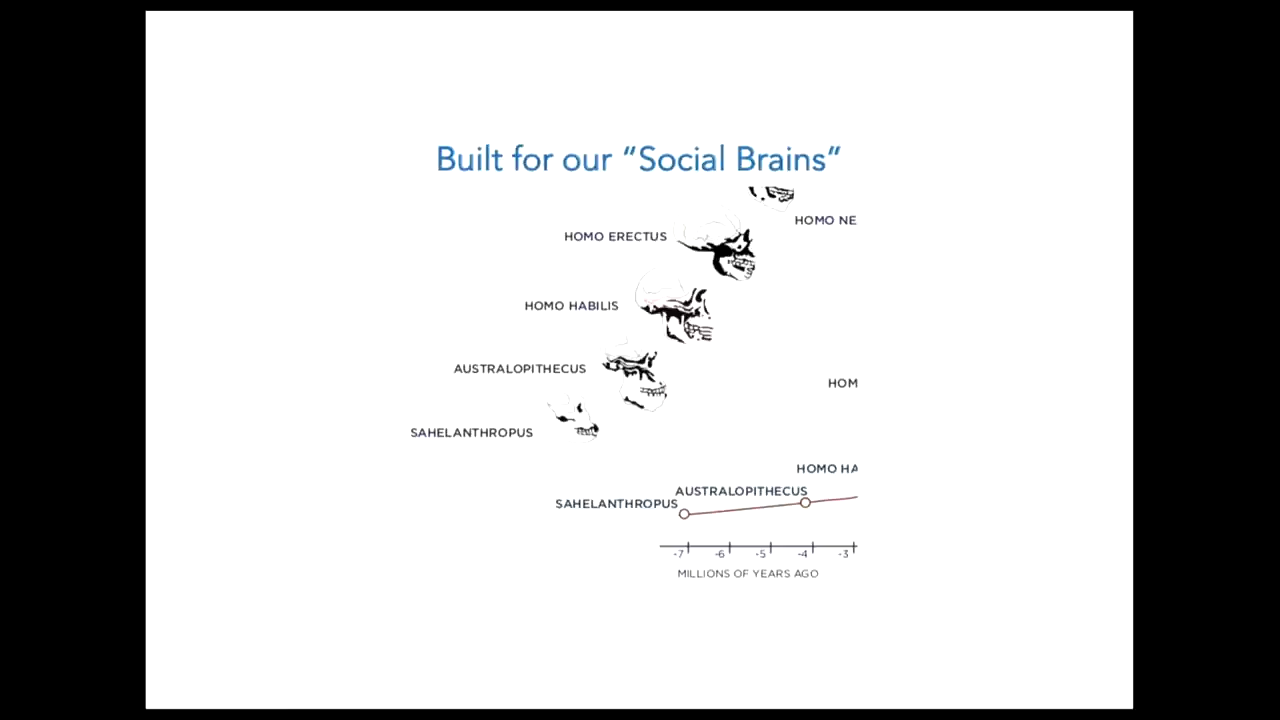 Built for our “Social Brains”
HOMO NE
HOMO ERECTUS
HOMO HABILIS
AUSTRALOPITHECUS
HOM
SAHELANTHROPUS
HOMO HA
AUSTRALOPITHECUS
SAHELANTHROPUS
-7 -6 -5 -4 -3
MILLIONS OF YEARS AGO